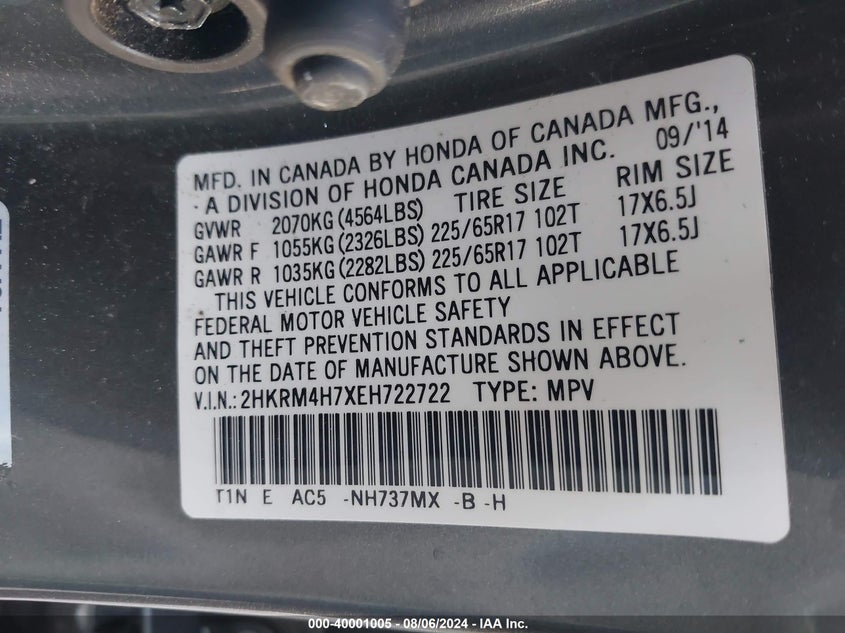 MFD. IN CANADA BY HONDA OF CANADA MFG.,
A DIVISION OF HONDA CANADA INC. 09/'14
GVWR 2070KG (4564LBS) TIRE SIZE RIM SIZE
GAWR F 1055KG (2326LBS) 225/65R17 102T 17X6.5J
GAWR R 1035KG (2282LBS) 225/65R17 102T 17X6.5J
THIS VEHICLE CONFORMS TO ALL APPLICABLE
FEDERAL MOTOR VEHICLE SAFETY
AND THEFT PREVENTION STANDARDS IN EFFECT
ON THE DATE OF MANUFACTURE SHOWN ABOVE.
V.I.N.: 2HKRM4H7XEH722722 TYPE: MPV
T1N E AC5 -NH737MX -B -H
000-40001005 - 08/06/2024 - IAA Inc.